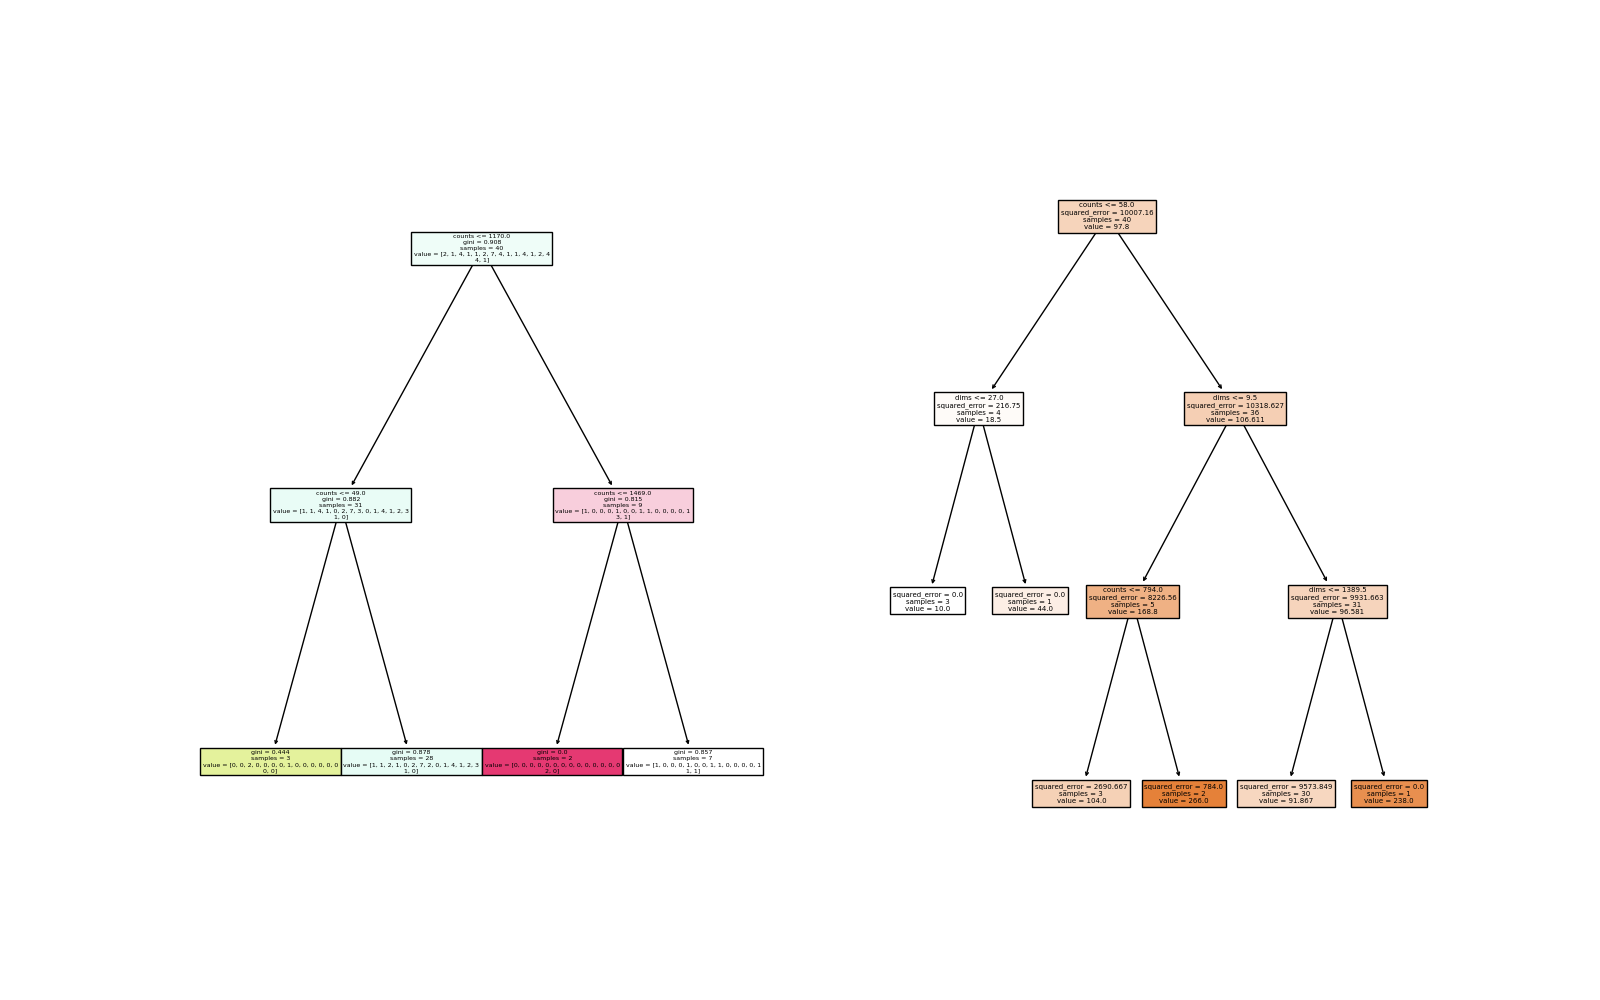 counts <= 1170.0
gini = 0.908
samples = 40
value = [2, 1, 4, 1, 1, 2, 7, 4, 1, 1, 4, 1, 2, 4
4, 1]
counts <= 49.0
gini = 0.882
samples = 31
value = [1, 1, 4, 1, 0, 2, 7, 3, 0, 1, 4, 1, 2, 3
1, 0]
counts <= 1469.0
gini = 0.815
samples = 9
value = [1, 0, 0, 0, 1, 0, 0, 1, 1, 0, 0, 0, 0, 1
3, 1]
gini = 0.444
samples = 3
value = [0, 0, 2, 0, 0, 0, 0, 1, 0, 0, 0, 0, 0, 0
0, 0]
gini = 0.878
samples = 28
value = [1, 1, 2, 1, 0, 2, 7, 2, 0, 1, 4, 1, 2, 3
1, 0]
gini = 0.0
samples = 2
value = [0, 0, 0, 0, 0, 0, 0, 0, 0, 0, 0, 0, 0, 0
2, 0]
gini = 0.857
samples = 7
value = [1, 0, 0, 0, 1, 0, 0, 1, 1, 0, 0, 0, 0, 1
1, 1]
counts <= 58.0
squared_error = 10007.16
samples = 40
value = 97.8
dims <= 27.0
squared_error = 216.75
samples = 4
value = 18.5
dims <= 9.5
squared_error = 10318.627
samples = 36
value = 106.611
squared_error = 0.0
samples = 3
value = 10.0
squared_error = 0.0
samples = 1
value = 44.0
counts <= 794.0
squared_error = 8226.56
samples = 5
value = 168.8
dims <= 1389.5
squared_error = 9931.663
samples = 31
value = 96.581
squared_error = 2690.667
samples = 3
value = 104.0
squared_error = 784.0
samples = 2
value = 266.0
squared_error = 9573.849
samples = 30
value = 91.867
squared_error = 0.0
samples = 1
value = 238.0